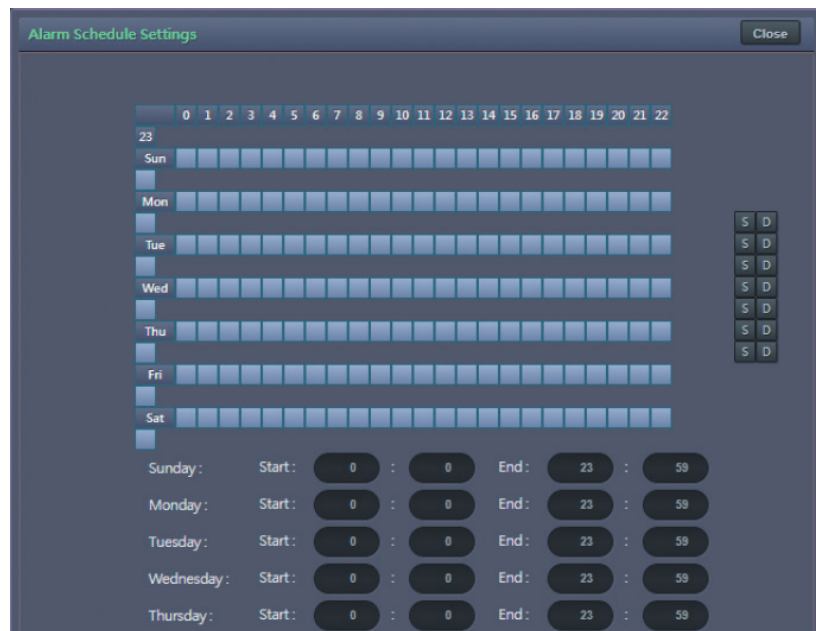 Alarm Schedule Settings Close
0 1 2 3 4 5 6 7 8 9 10 11 12 13 14 15 16 17 18 19 20 21 22
23
Sun
Mon
S D
Tue S D
S D
Wed S D
S D
Thu S D
S D
Fri
Sat
Sunday : Start : 0 : 0 End : 23 : 59
Monday : Start : 0 : 0 End : 23 : 59
Tuesday : Start : 0 : 0 End : 23 : 59
Wednesday : Start : 0 : 0 End : 23 : 59
Thursday : Start : 0 : 0 End : 23 : 59